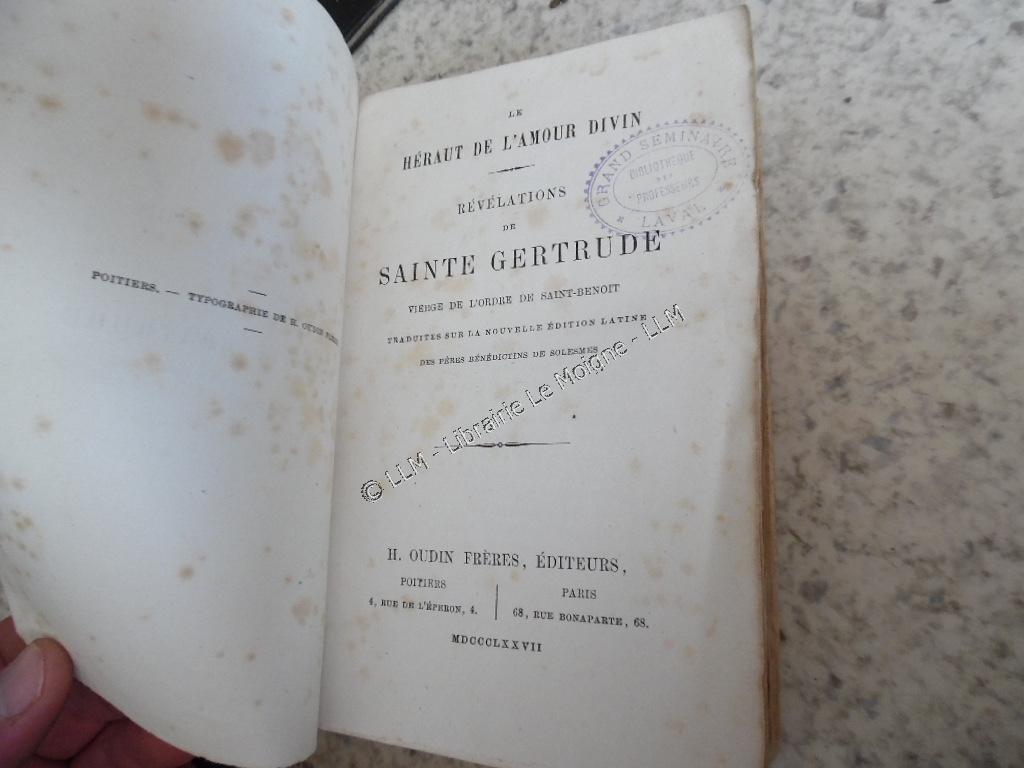 POITIERS. — TYPOGRAPHIE DE H. OUDIN
LE
HÉRAUT DE L'AMOUR DIVIN
RÉVÉLATIONS
DE
SAINTE GERTRUDE
VIERGE DE L'ORDRE DE SAINT-BENOIT
TRADUITES SUR LA NOUVELLE ÉDITION LATINE
DES PÈRES BÉNÉDICTINS DE SOLESMES
GRAND SEMINAIRE
BIBLIOTHEQUE
DES
PROFESSEURS
* LAVAL *
© LLM - Librairie Le Moigne - LLM
H. OUDIN FRÈRES, ÉDITEURS,
POITIERS
4, RUE DE L'ÉPERON, 4.
PARIS
68, RUE BONAPARTE, 68.
MDCCCLXXVII